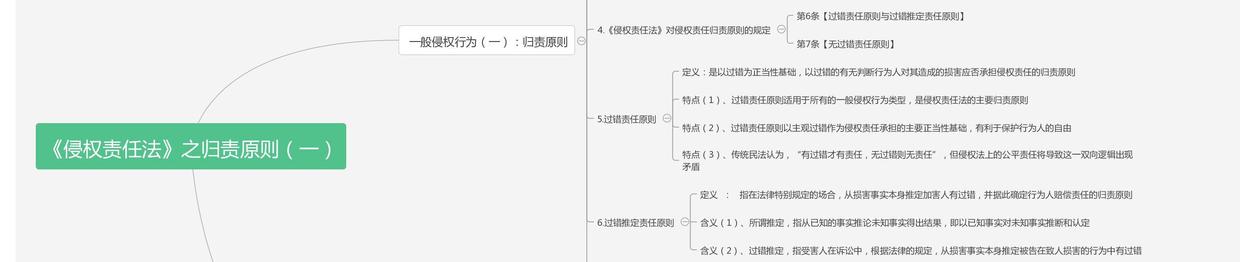 《侵权责任法》之归责原则（一）
一般侵权行为（一）：归责原则
4.《侵权责任法》对侵权责任归责原则的规定
第6条【过错责任原则与过错推定责任原则】
第7条【无过错责任原则】
5.过错责任原则
定义：是以过错为正当性基础，以过错的有无判断行为人对其造成的损害应否承担侵权责任的归责原则
特点（1）、过错责任原则适用于所有的一般侵权行为类型，是侵权责任法的主要归责原则
特点（2）、过错责任原则以主观过错作为侵权责任承担的主要正当性基础，有利于保护行为人的自由
特点（3）、传统民法认为，“有过错才有责任，无过错则无责任”，但侵权法上的公平责任将导致这一双向逻辑出现
矛盾
6.过错推定责任原则
定义 ： 指在法律特别规定的场合，从损害事实本身推定加害人有过错，并据此确定行为人赔偿责任的归责原则
含义（1）、所谓推定，指从已知的事实推论未知事实得出结果，即以已知事实对未知事实推断和认定
含义（2）、过错推定，指受害人在诉讼中，根据法律的规定，从损害事实本身推定被告在致人损害的行为中有过错